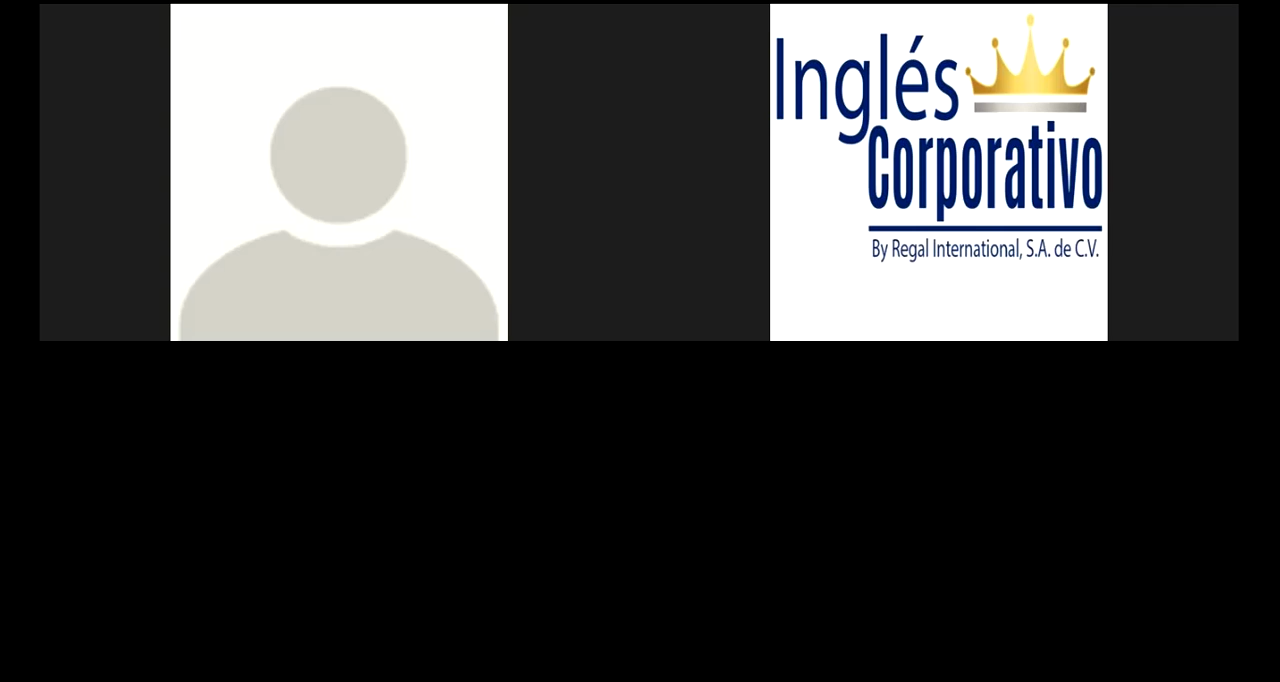 Inglés
Corporativo
By Regal International, S.A. de C.V.